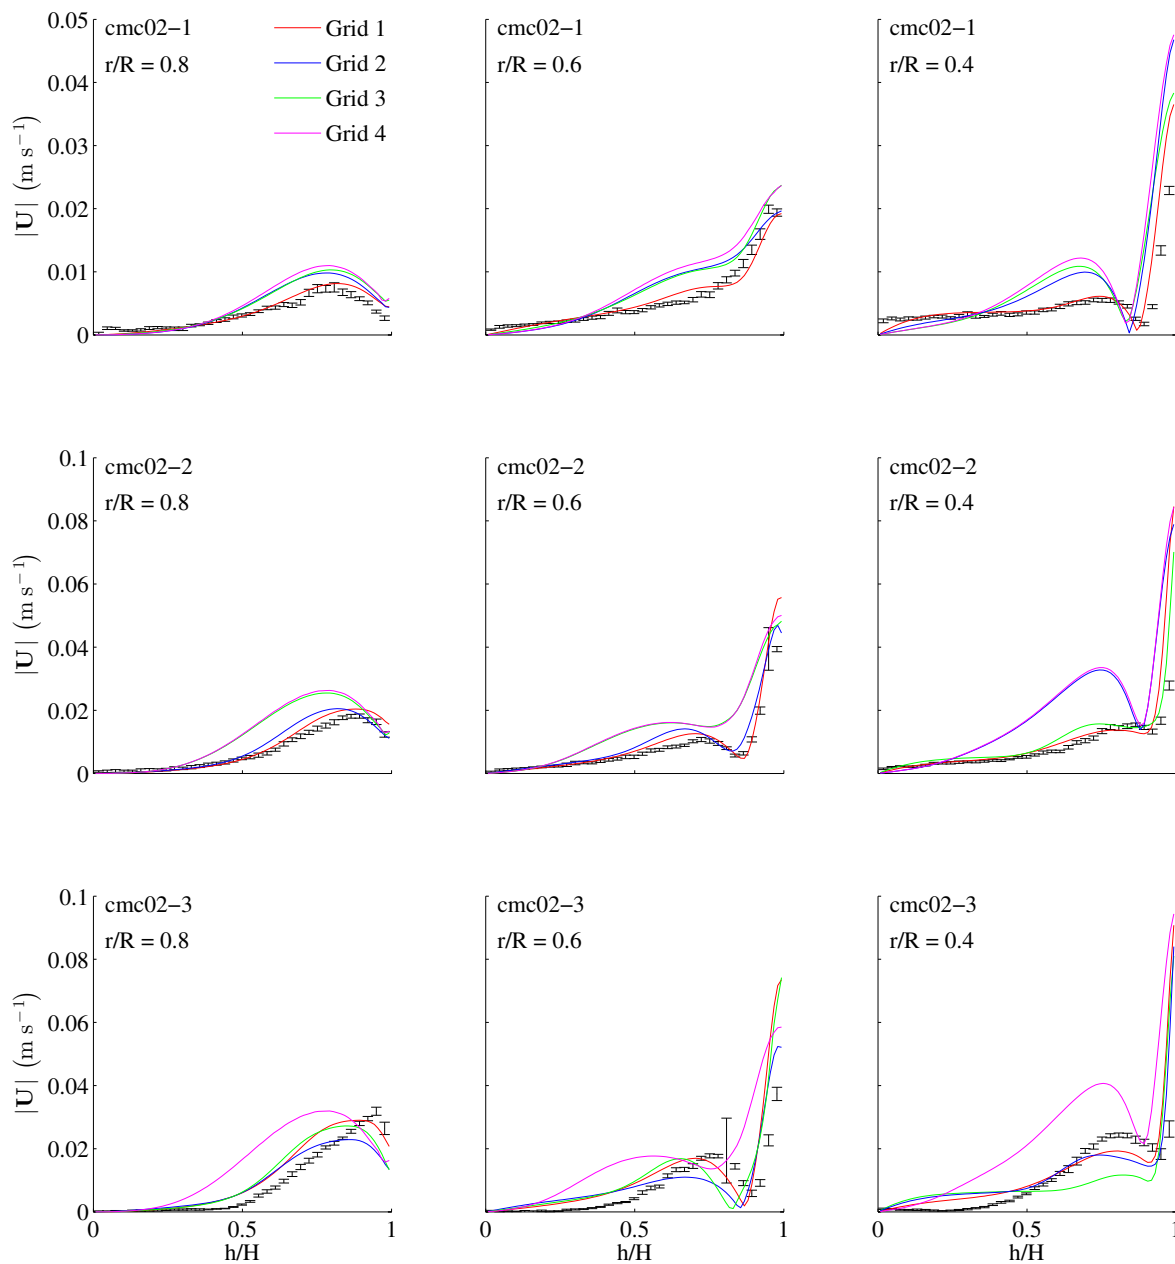 cmc02−1
r/R = 0.8
Grid 1
Grid 2
Grid 3
Grid 4
0.05
0.04
0.03
0.02
0.01
0
|U| (m s−1)
cmc02−1
r/R = 0.6
cmc02−1
r/R = 0.4
cmc02−2
r/R = 0.8
0.1
0.08
0.06
0.04
0.02
0
|U| (m s−1)
cmc02−2
r/R = 0.6
cmc02−2
r/R = 0.4
cmc02−3
r/R = 0.8
0.1
0.08
0.06
0.04
0.02
0
|U| (m s−1)
0 0.5 1
h/H
cmc02−3
r/R = 0.6
0 0.5 1
h/H
cmc02−3
r/R = 0.4
0 0.5 1
h/H